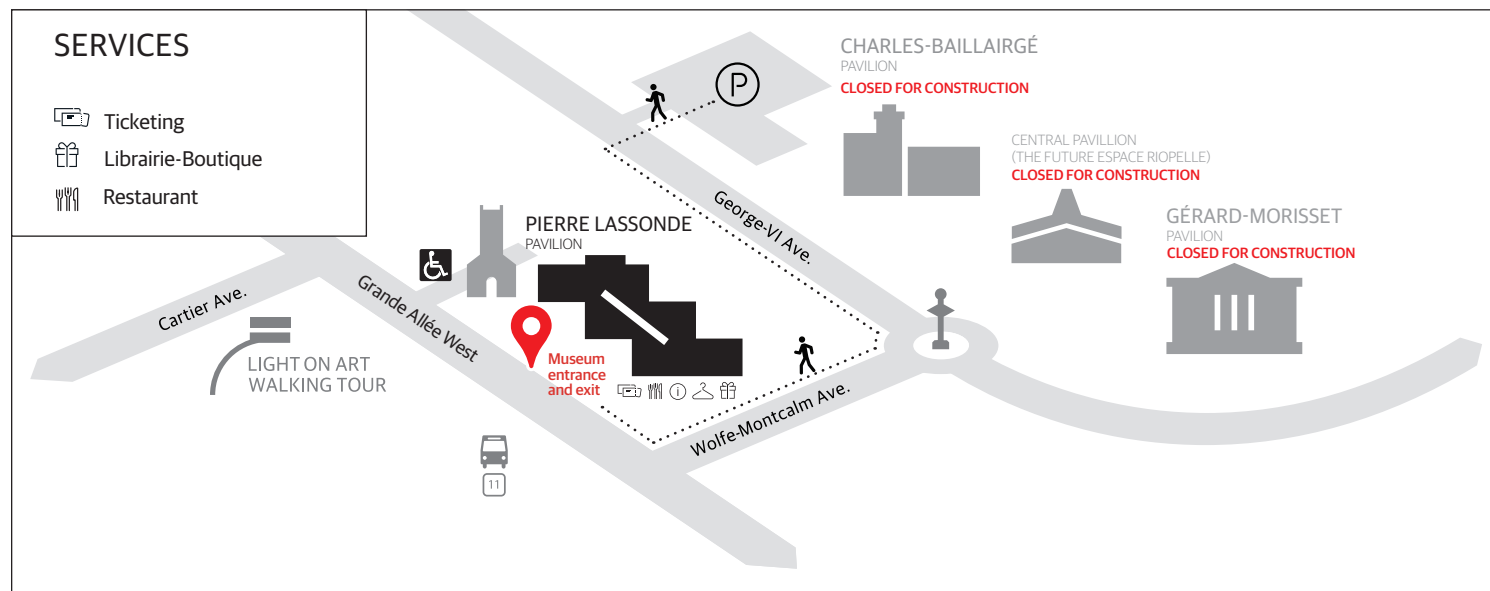 SERVICES
Ticketing
Librairie-Boutique
Restaurant
P
CHARLES-BAILLAIRGÉ
PAVILION
CLOSED FOR CONSTRUCTION
CENTRAL PAVILLION
(THE FUTURE ESPACE RIOPELLE)
CLOSED FOR CONSTRUCTION
GÉRARD-MORISSET
PAVILION
CLOSED FOR CONSTRUCTION
George-VI Ave.
PIERRE LASSONDE
PAVILION
Cartier Ave.
Grande Allée West
LIGHT ON ART
WALKING TOUR
Museum
entrance
and exit
i
Wolfe-Montcalm Ave.
11